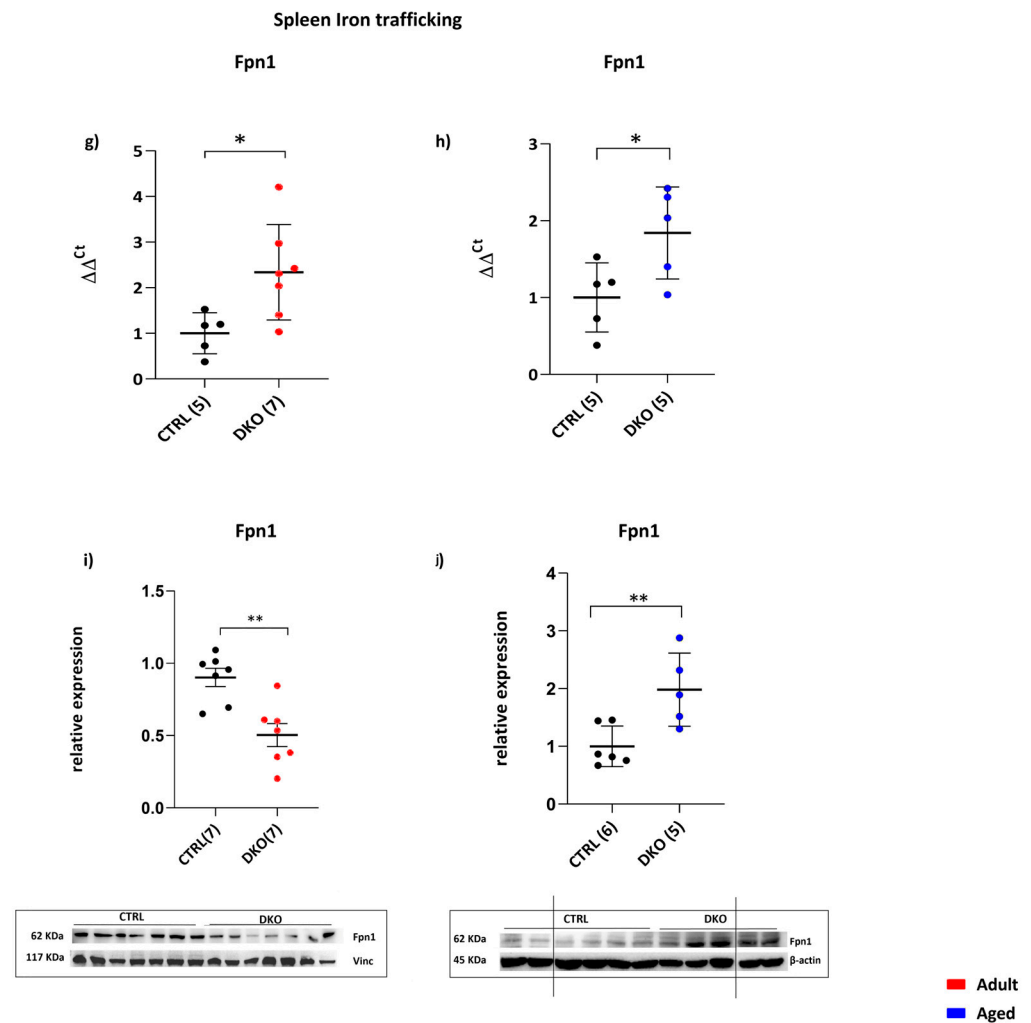 Spleen Iron trafficking
Fpn1
Fpn1
g)
*
5
4
3
2
1
0
ΔΔCt
CTRL (5)
DKO (7)
h)
*
3
2
1
0
ΔΔCt
CTRL (5)
DKO (5)
Fpn1
Fpn1
i)
**
1.5
1.0
0.5
0.0
relative expression
CTRL(7)
DKO(7)
j)
**
4
3
2
1
0
relative expression
CTRL (6)
DKO (5)
CTRL
DKO
62 KDa
Fpn1
117 KDa
Vinc
CTRL
DKO
62 KDa
Fpn1
45 KDa
β-actin
Adult
Aged